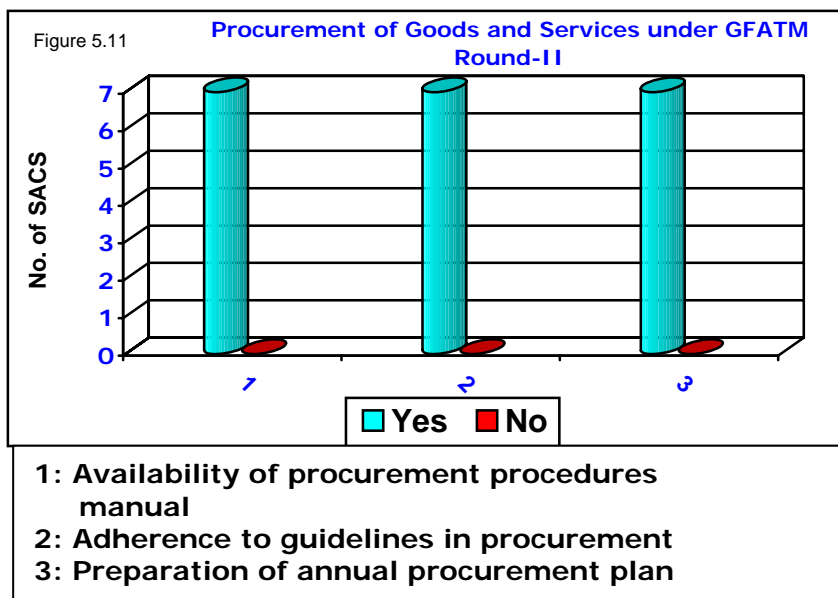 Figure 5.11
Procurement of Goods and Services under GFATM
Round-II
No. of SACS
7
6
5
4
3
2
1
0
1
2
3
Yes No
1: Availability of procurement procedures
manual
2: Adherence to guidelines in procurement
3: Preparation of annual procurement plan